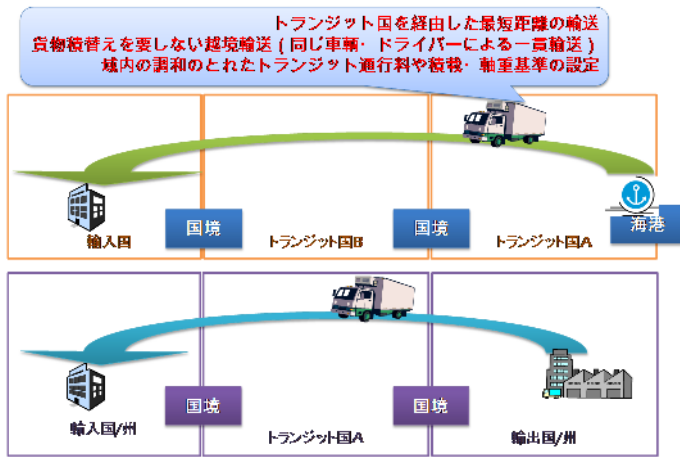 トランジット国を経由した最短距離の輸送
貨物積替えを要しない越境輸送(同じ車輌・ドライバーによる一貫輸送)
域内の調和のとれたトランジット通行料や積載・軸重基準の設定
輸入国
国境
トランジット国B
国境
トランジット国A
海港
輸入国/州
国境
トランジット国A
国境
輸出国/州